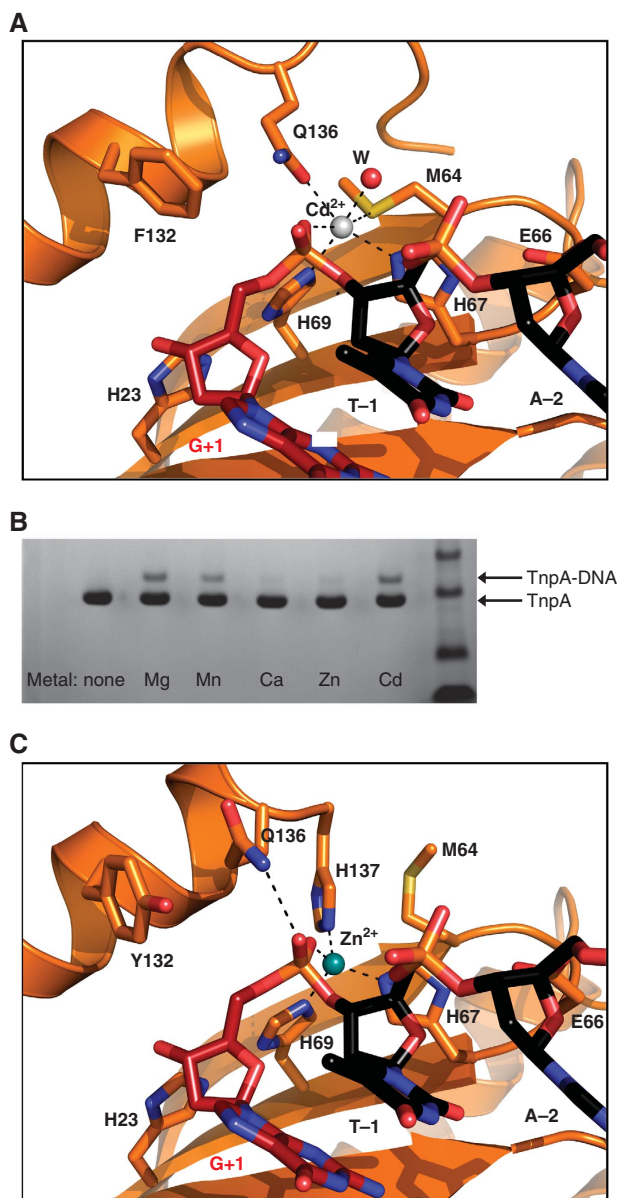 A
Q136
W
M64
Cd2+
F132
E66
H69
H67
H23
T–1
A–2
G+1
B
TnpA-DNA
TnpA
Metal: none Mg Mn Ca Zn Cd
C
Q136
H137
M64
Zn2+
Y132
H67
E66
H69
H23
T–1
A–2
G+1